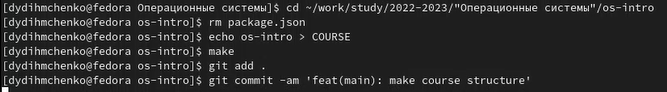 [dydihmchenko@fedora Операционные системы]$ cd ~/work/study/2022-2023/"Операционные системы"/os-intro
[dydihmchenko@fedora os-intro]$ rm package.json
[dydihmchenko@fedora os-intro]$ echo os-intro > COURSE
[dydihmchenko@fedora os-intro]$ make
[dydihmchenko@fedora os-intro]$ git add .
[dydihmchenko@fedora os-intro]$ git commit -am 'feat(main): make course structure'